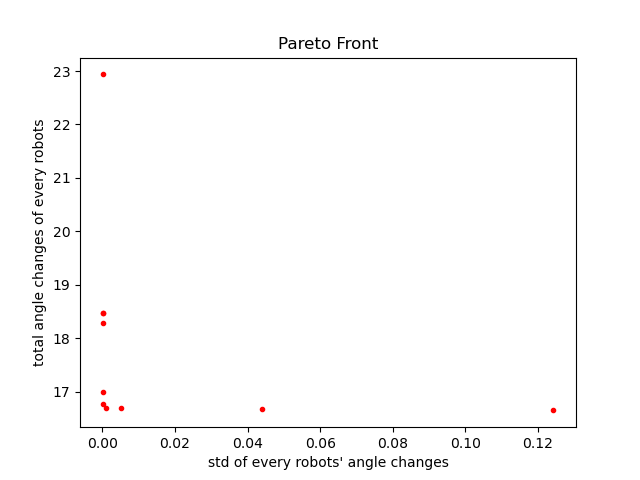 Pareto Front
total angle changes of every robots
23
22
21
20
19
18
17
0.00 0.02 0.04 0.06 0.08 0.10 0.12
std of every robots' angle changes